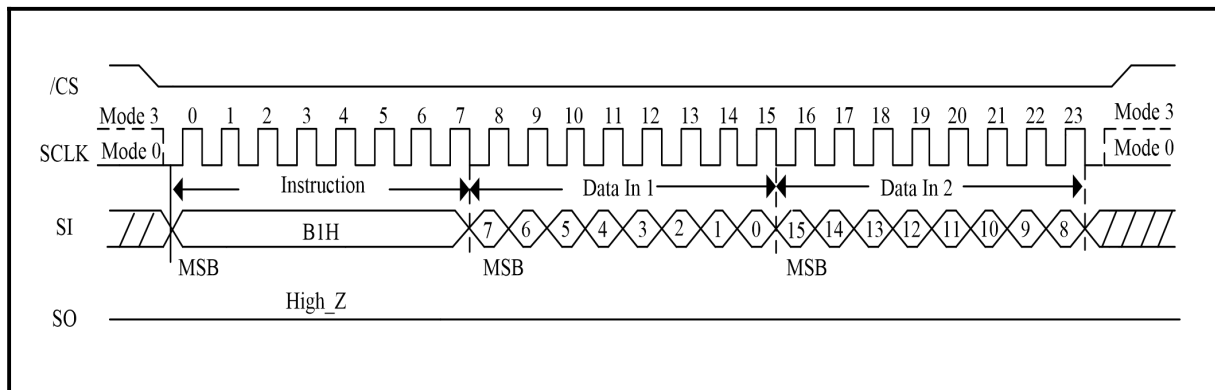 /CS
Mode 3 0 1 2 3 4 5 6 7 8 9 10 11 12 13 14 15 16 17 18 19 20 21 22 23 Mode 3
SCLK Mode 0 Mode 0
Instruction Data In 1 Data In 2
SI B1H 7 6 5 4 3 2 1 0 15 14 13 12 11 10 9 8
MSB MSB MSB
High_Z
SO